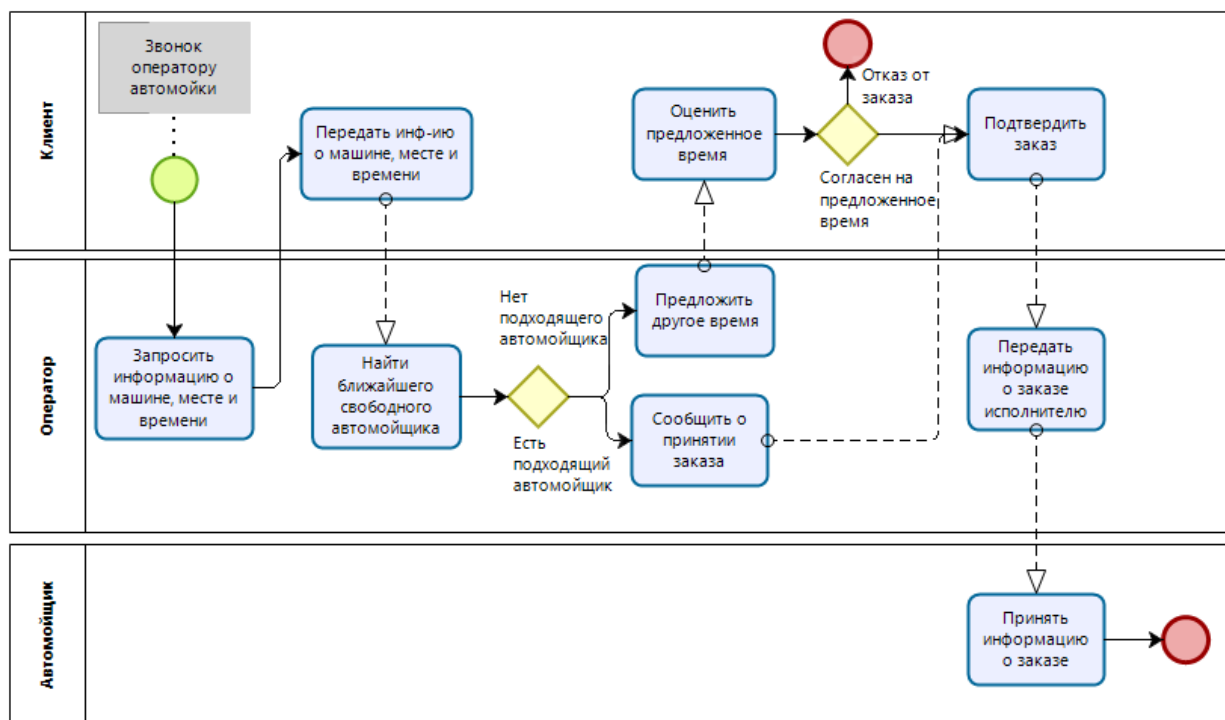 Клиент
Звонок
оператору
автомойки
Передать инф-ию
о машине, месте и
времени
Оценить
предложенное
время
Отказ от
заказа
Согласен на
предложенное
время
Подтвердить
заказ
Оператор
Запросить
информацию о
машине, месте и
времени
Найти
ближайшего
свободного
автомойщика
Нет
подходящего
автомойщика
Есть
подходящий
автомойщик
Предложить
другое время
Сообщить о
принятии
заказа
Передать
информацию
о заказе
исполнителю
Автомойщик
Принять
информацию
о заказе